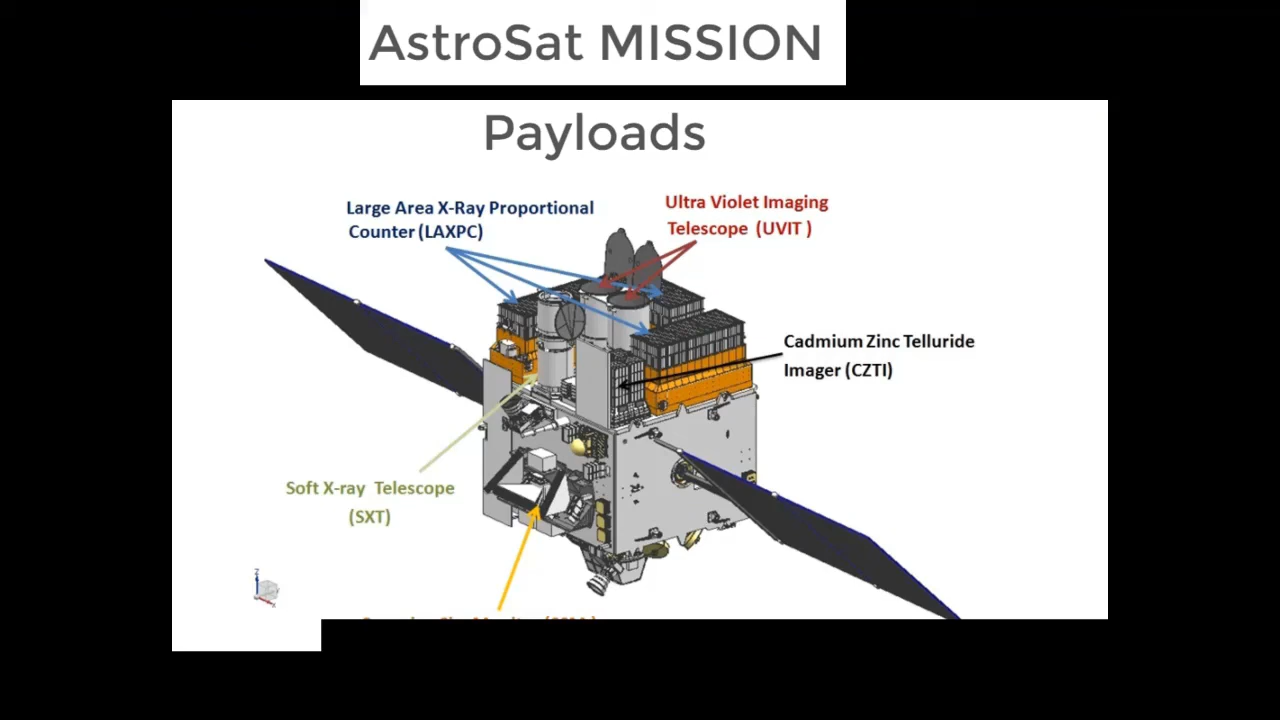 AstroSat MISSION
Payloads
Large Area X-Ray Proportional
Counter (LAXPC)
Ultra Violet Imaging
Telescope (UVIT )
Cadmium Zinc Telluride
Imager (CZTI)
Soft X-ray Telescope
(SXT)
Z
X